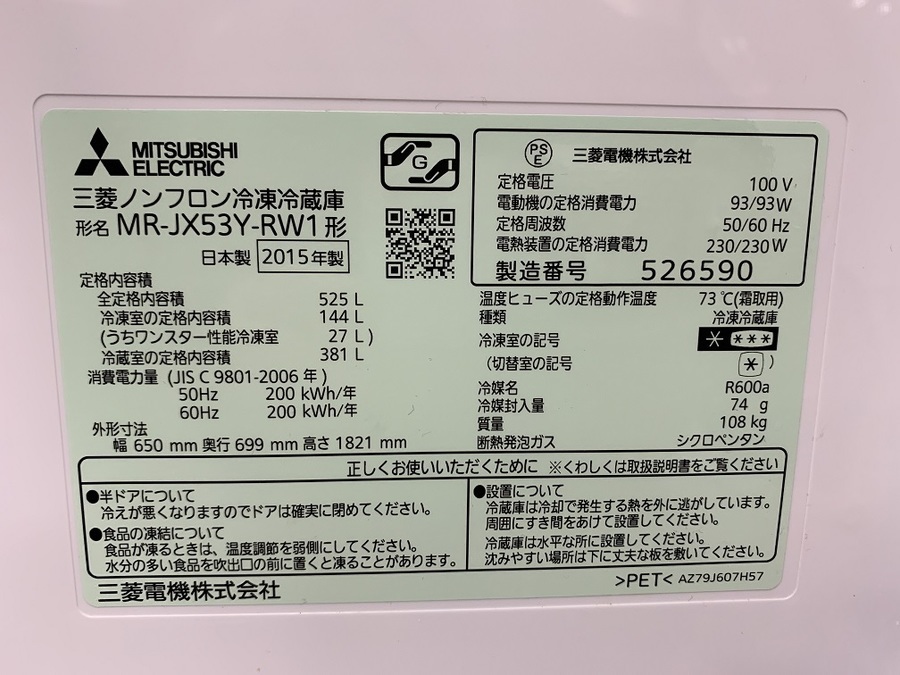 MITSUBISHI
ELECTRIC
三菱ノンフロン冷凍冷蔵庫
形名 MR-JX53Y-RW1形
日本製 2015年製
G
定格内容積
全定格内容積 525 L
冷凍室の定格内容積 144 L
(うちワンスター性能冷凍室 27 L)
冷蔵室の定格内容積 381 L
消費電力量 (JIS C 9801-2006 年)
50Hz 200 kWh/年
60Hz 200 kWh/年
外形寸法
幅 650 mm 奥行 699 mm 高さ 1821 mm
PS
E
三菱電機株式会社
定格電圧 100 V
電動機の定格消費電力 93/93W
定格周波数 50/60 Hz
電熱装置の定格消費電力 230/230W
製造番号 526590
温度ヒューズの定格動作温度 73℃(霜取用)
種類 冷凍冷蔵庫
冷凍室の記号 * ***
(切替室の記号 * )
冷媒名 R600a
冷媒封入量 74 g
質量 108 kg
断熱発泡ガス シクロペンタン
正しくお使いいただくために ※くわしくは取扱説明書をご覧ください
●半ドアについて
冷えが悪くなりますのでドアは確実に閉めてください。
●食品の凍結について
食品が凍るときは、温度調節を弱側にしてください。
水分の多い食品を吹出口の前に置くと凍ることがあります。
●設置について
冷蔵庫は冷却で発生する熱を外に逃がしています。
周囲にすき間をあけて設置してください。
冷蔵庫は水平な所に設置してください。
沈みやすい場所は下に丈夫な板を敷いてください。
三菱電機株式会社
>PET< AZ79J607H57